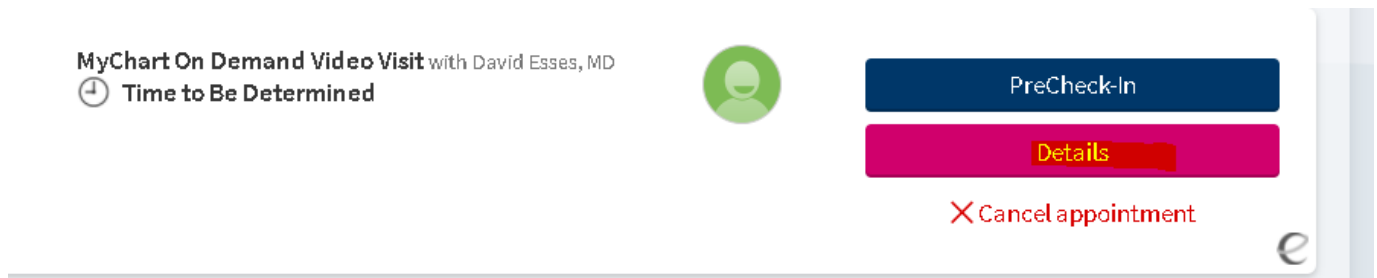 MyChart On Demand Video Visit with David Esses, MD
Time to Be Determined
PreCheck-In
Details
Cancel appointment
e